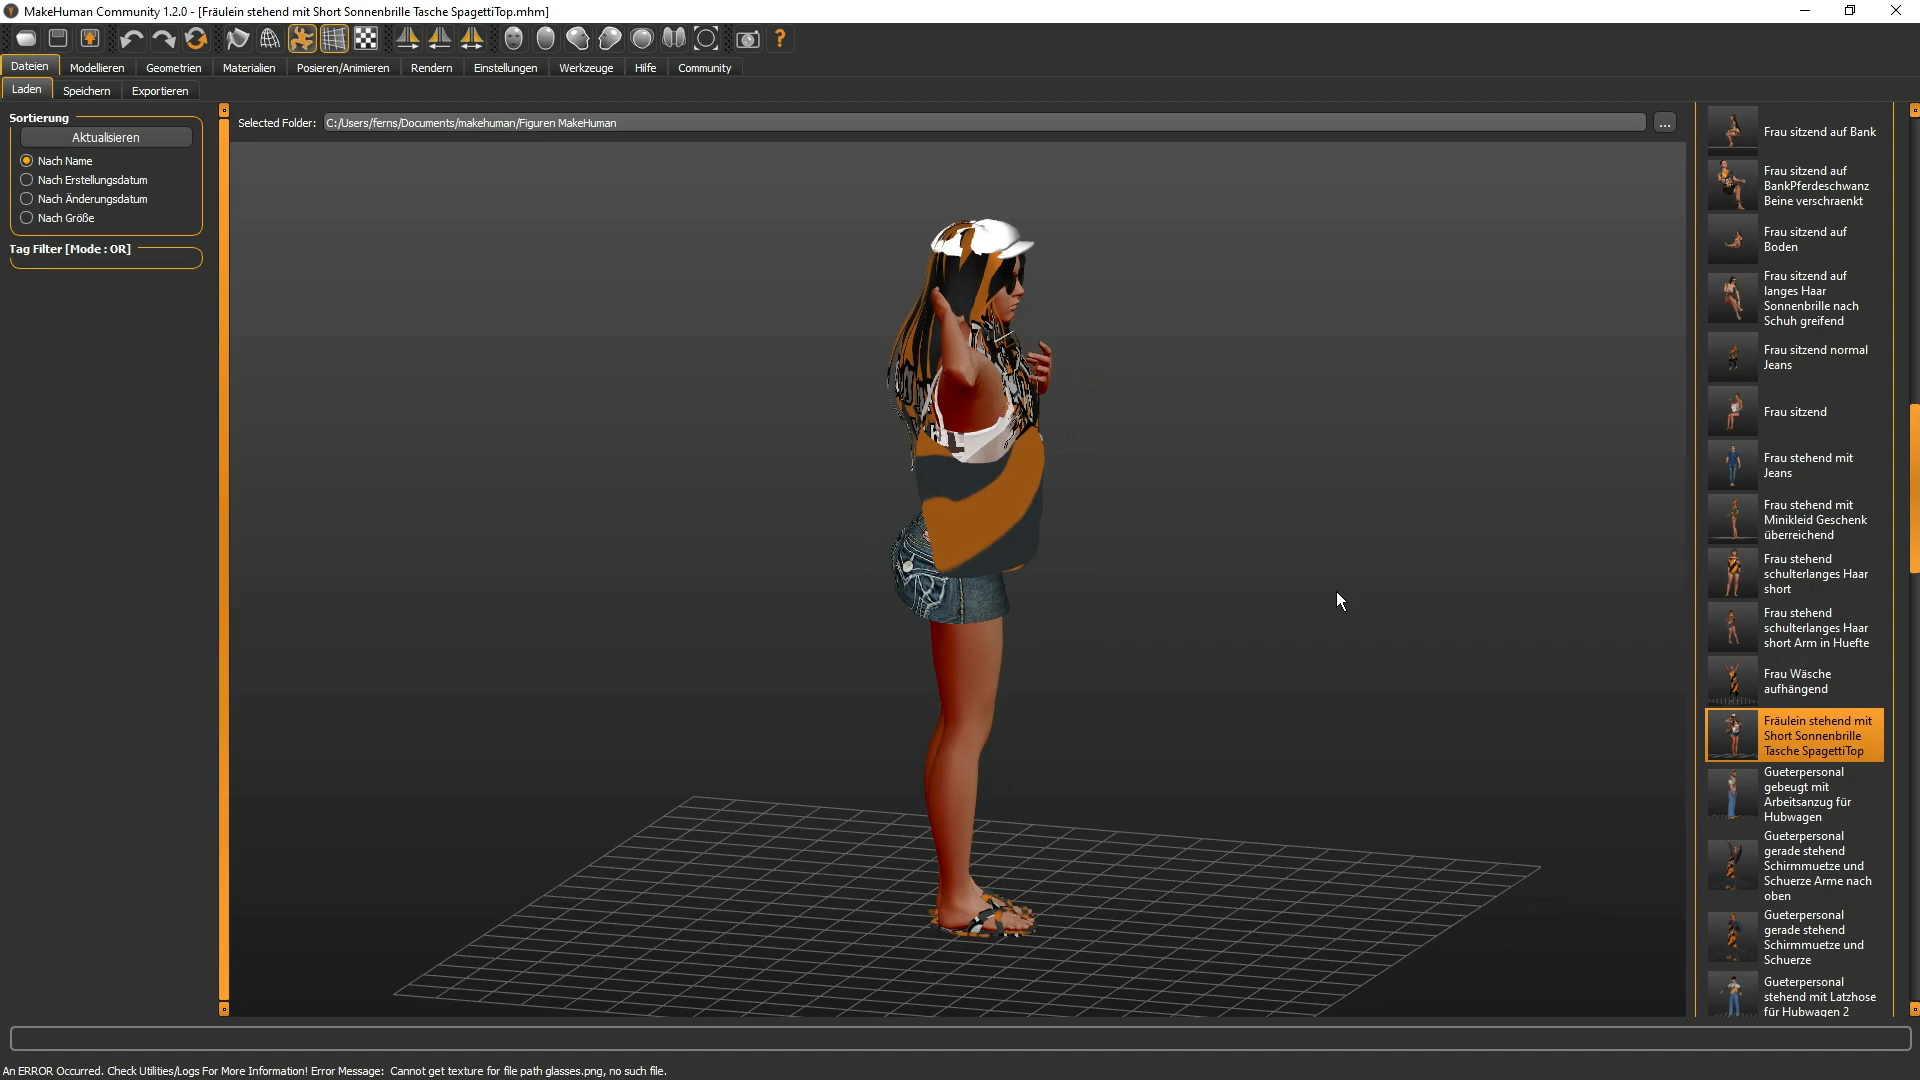 MakeHuman Community 1.2.0 - [Fräulein stehend mit Short Sonnenbrille Tasche SpagettiTop.mhm]
Dateien Modellieren Geometrien Materialien Posieren/Animieren Rendern Einstellungen Werkzeuge Hilfe Community
Laden Speichern Exportieren
Sortierung
Aktualisieren
Nach Name
Nach Erstellungsdatum
Nach Änderungsdatum
Nach Größe
Tag Filter [Mode : OR]
Selected Folder: C:/Users/ferns/Documents/makehuman/Figuren MakeHuman ...
Frau sitzend auf Bank
Frau sitzend auf
BankPferdeschwanz
Beine verschraenkt
Frau sitzend auf
Boden
Frau sitzend auf
langes Haar
Sonnenbrille nach
Schuh greifend
Frau sitzend normal
Jeans
Frau sitzend
Frau stehend mit
Jeans
Frau stehend mit
Minikleid Geschenk
überreichend
Frau stehend
schulterlanges Haar
short
Frau stehend
schulterlanges Haar
short Arm in Huefte
Frau Wäsche
aufhängend
Fräulein stehend mit
Short Sonnenbrille
Tasche SpagettiTop
Gueterpersonal
gebeugt mit
Arbeitsanzug für
Hubwagen
Gueterpersonal
gerade stehend
Schirmmuetze und
Schuerze Arme nach
oben
Gueterpersonal
gerade stehend
Schirmmuetze und
Schuerze
Gueterpersonal
stehend mit Latzhose
für Hubwagen 2
An ERROR Occurred. Check Utilities/Logs For More Information! Error Message: Cannot get texture for file path glasses.png, no such file.